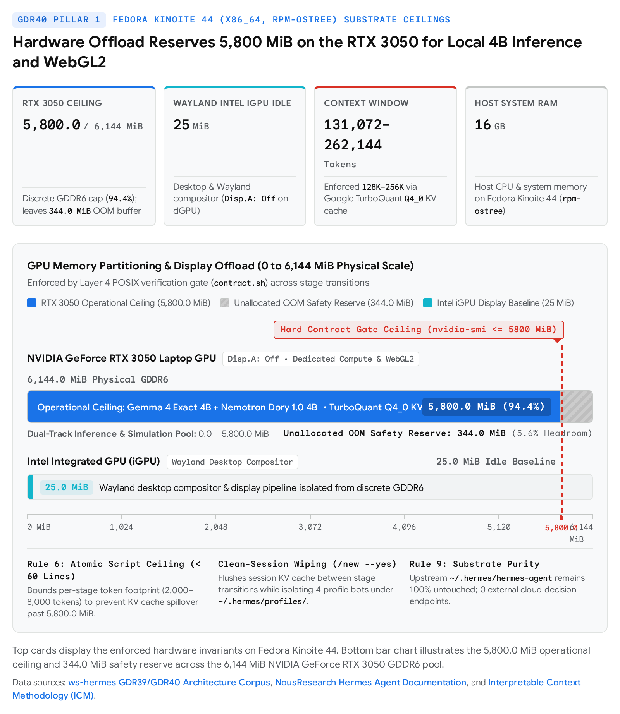 GDR40 PILLAR 1 FEDORA KINOITE 44 (X86_64, RPM-OSTREE) SUBSTRATE CEILINGS
Hardware Offload Reserves 5,800 MiB on the RTX 3050 for Local 4B Inference
and WebGL2
RTX 3050 CEILING
5,800.0 / 6,144 MiB
Discrete GDDR6 cap (94.4%);
leaves 344.0 MiB OOM buffer
WAYLAND INTEL IGPU IDLE
25 MiB
Desktop & Wayland
compositor (Disp.A: Off on
dGPU)
CONTEXT WINDOW
131,072–
262,144
Tokens
Enforced 128K–256K via
Google TurboQuant Q4_0 KV
cache
HOST SYSTEM RAM
16 GB
Host CPU & system memory
on Fedora Kinoite 44 (rpm-
ostree)
GPU Memory Partitioning & Display Offload (0 to 6,144 MiB Physical Scale)
Enforced by Layer 4 POSIX verification gate (contract.sh) across stage transitions
RTX 3050 Operational Ceiling (5,800.0 MiB) Unallocated OOM Safety Reserve (344.0 MiB) Intel iGPU Display Baseline (25 MiB)
Hard Contract Gate Ceiling (nvidia-smi <= 5800 MiB)
NVIDIA GeForce RTX 3050 Laptop GPU Disp.A: Off · Dedicated Compute & WebGL2
6,144.0 MiB Physical GDDR6
Operational Ceiling: Gemma 4 Exact 4B + Nemotron Dory 1.0 4B · TurboQuant Q4_0 KV 5,800.0 MiB (94.4%)
Dual-Track Inference & Simulation Pool: 0.0 – 5,800.0 MiB Unallocated OOM Safety Reserve: 344.0 MiB (5.6% Headroom)
Intel Integrated GPU (iGPU) Wayland Desktop Compositor 25.0 MiB Idle Baseline
25.0 MiB Wayland desktop compositor & display pipeline isolated from discrete GDDR6
0 MiB 1,024 2,048 3,072 4,096 5,120 5,800.0 6,144
MiB
Rule 6: Atomic Script Ceiling (<
60 Lines)
Bounds per-stage token footprint (2,000–
8,000 tokens) to prevent KV cache spillover
past 5,800.0 MiB.
Clean-Session Wiping (/new --yes)
Flushes session KV cache between stage
transitions while isolating 4 profile bots under
~/.hermes/profiles/.
Rule 9: Substrate Purity
Upstream ~/.hermes/hermes-agent remains
100% untouched; 0 external cloud decision
endpoints.
Top cards display the enforced hardware invariants on Fedora Kinoite 44. Bottom bar chart illustrates the 5,800.0 MiB operational
ceiling and 344.0 MiB safety reserve across the 6,144 MiB NVIDIA GeForce RTX 3050 GDDR6 pool.
Data sources: ws-hermes GDR39/GDR40 Architecture Corpus, NousResearch Hermes Agent Documentation, and Interpretable Context
Methodology (ICM).